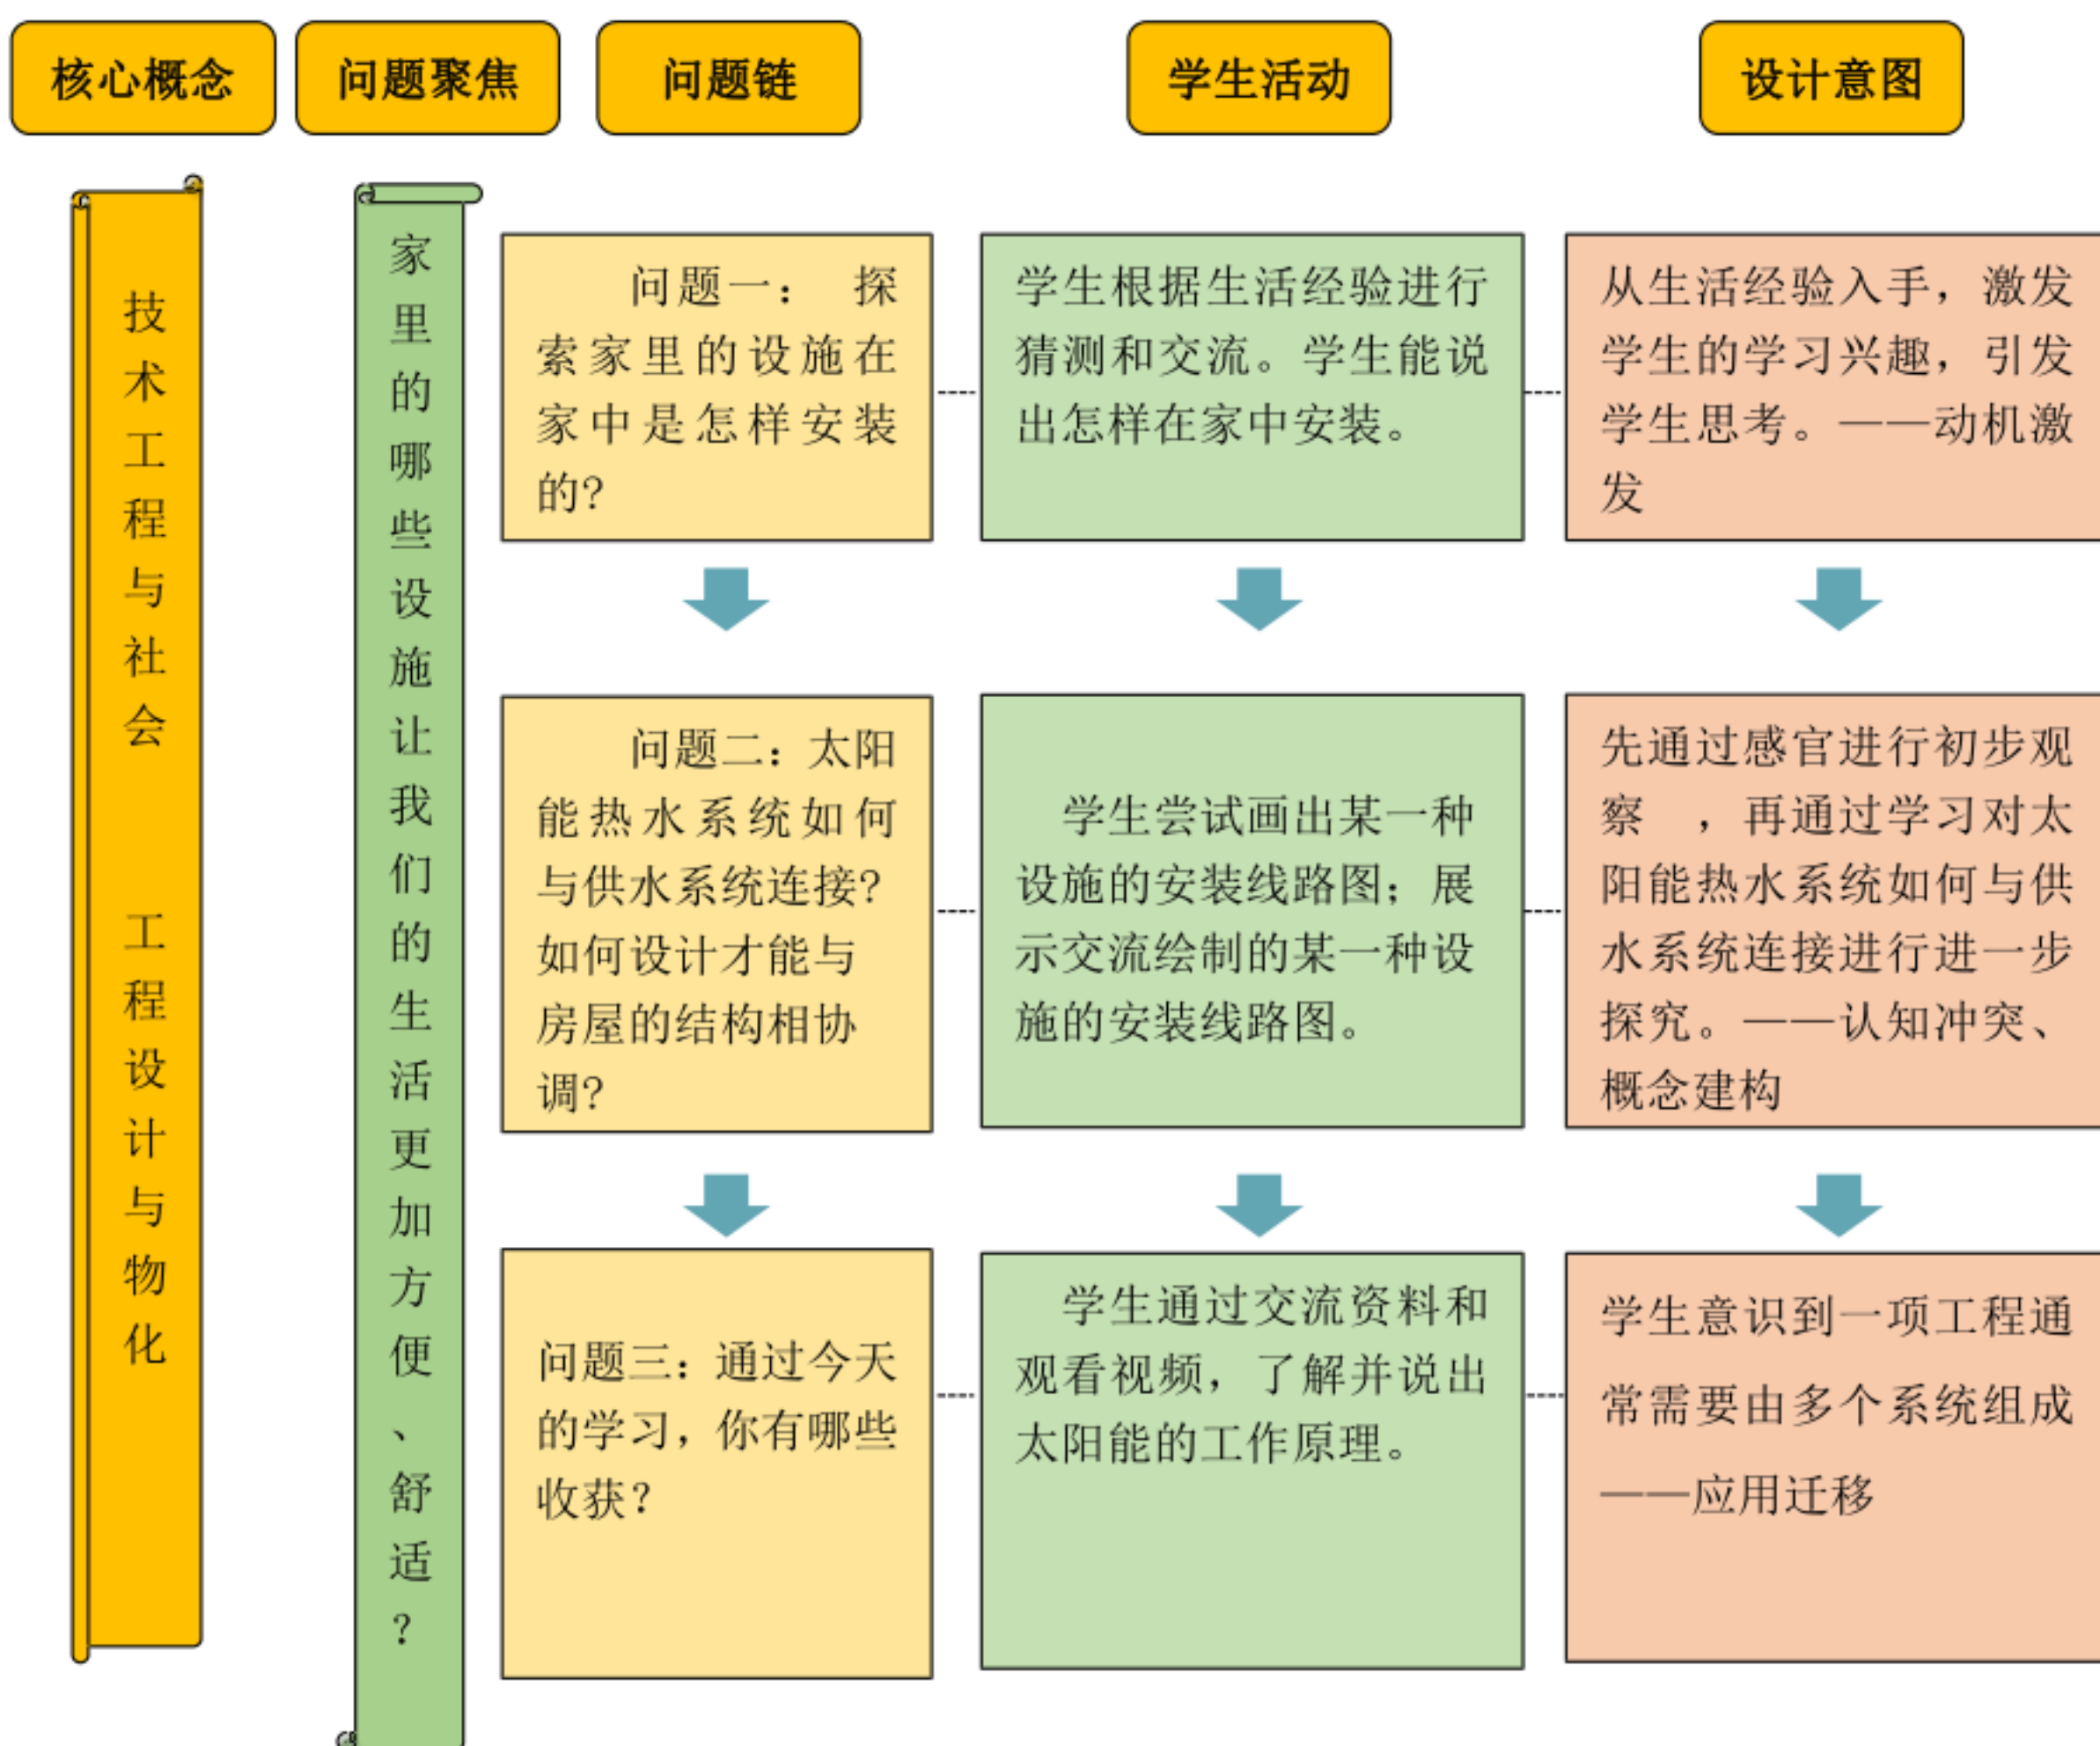 核心概念
问题聚焦
问题链
学生活动
设计意图
技术工程与社会 工程设计与物化
家里的哪些设施让我们的生活更加方便、舒适？
问题一： 探
索家里的设施在
家中是怎样安装
的？
学生根据生活经验进行
猜测和交流。学生能说
出怎样在家中安装。
从生活经验入手，激发
学生的学习兴趣，引发
学生思考。——动机激
发
问题二：太阳
能热水系统如何
与供水系统连接？
如何设计才能与
房屋的结构相协
调？
学生尝试画出某一种
设施的安装线路图；展
示交流绘制的某一种设
施的安装线路图。
先通过感官进行初步观
察 ，再通过学习对太
阳能热水系统如何与供
水系统连接进行进一步
探究。——认知冲突、
概念建构
问题三：通过今天
的学习，你有哪些
收获？
学生通过交流资料和
观看视频，了解并说出
太阳能的工作原理。
学生意识到一项工程通
常需要由多个系统组成
——应用迁移